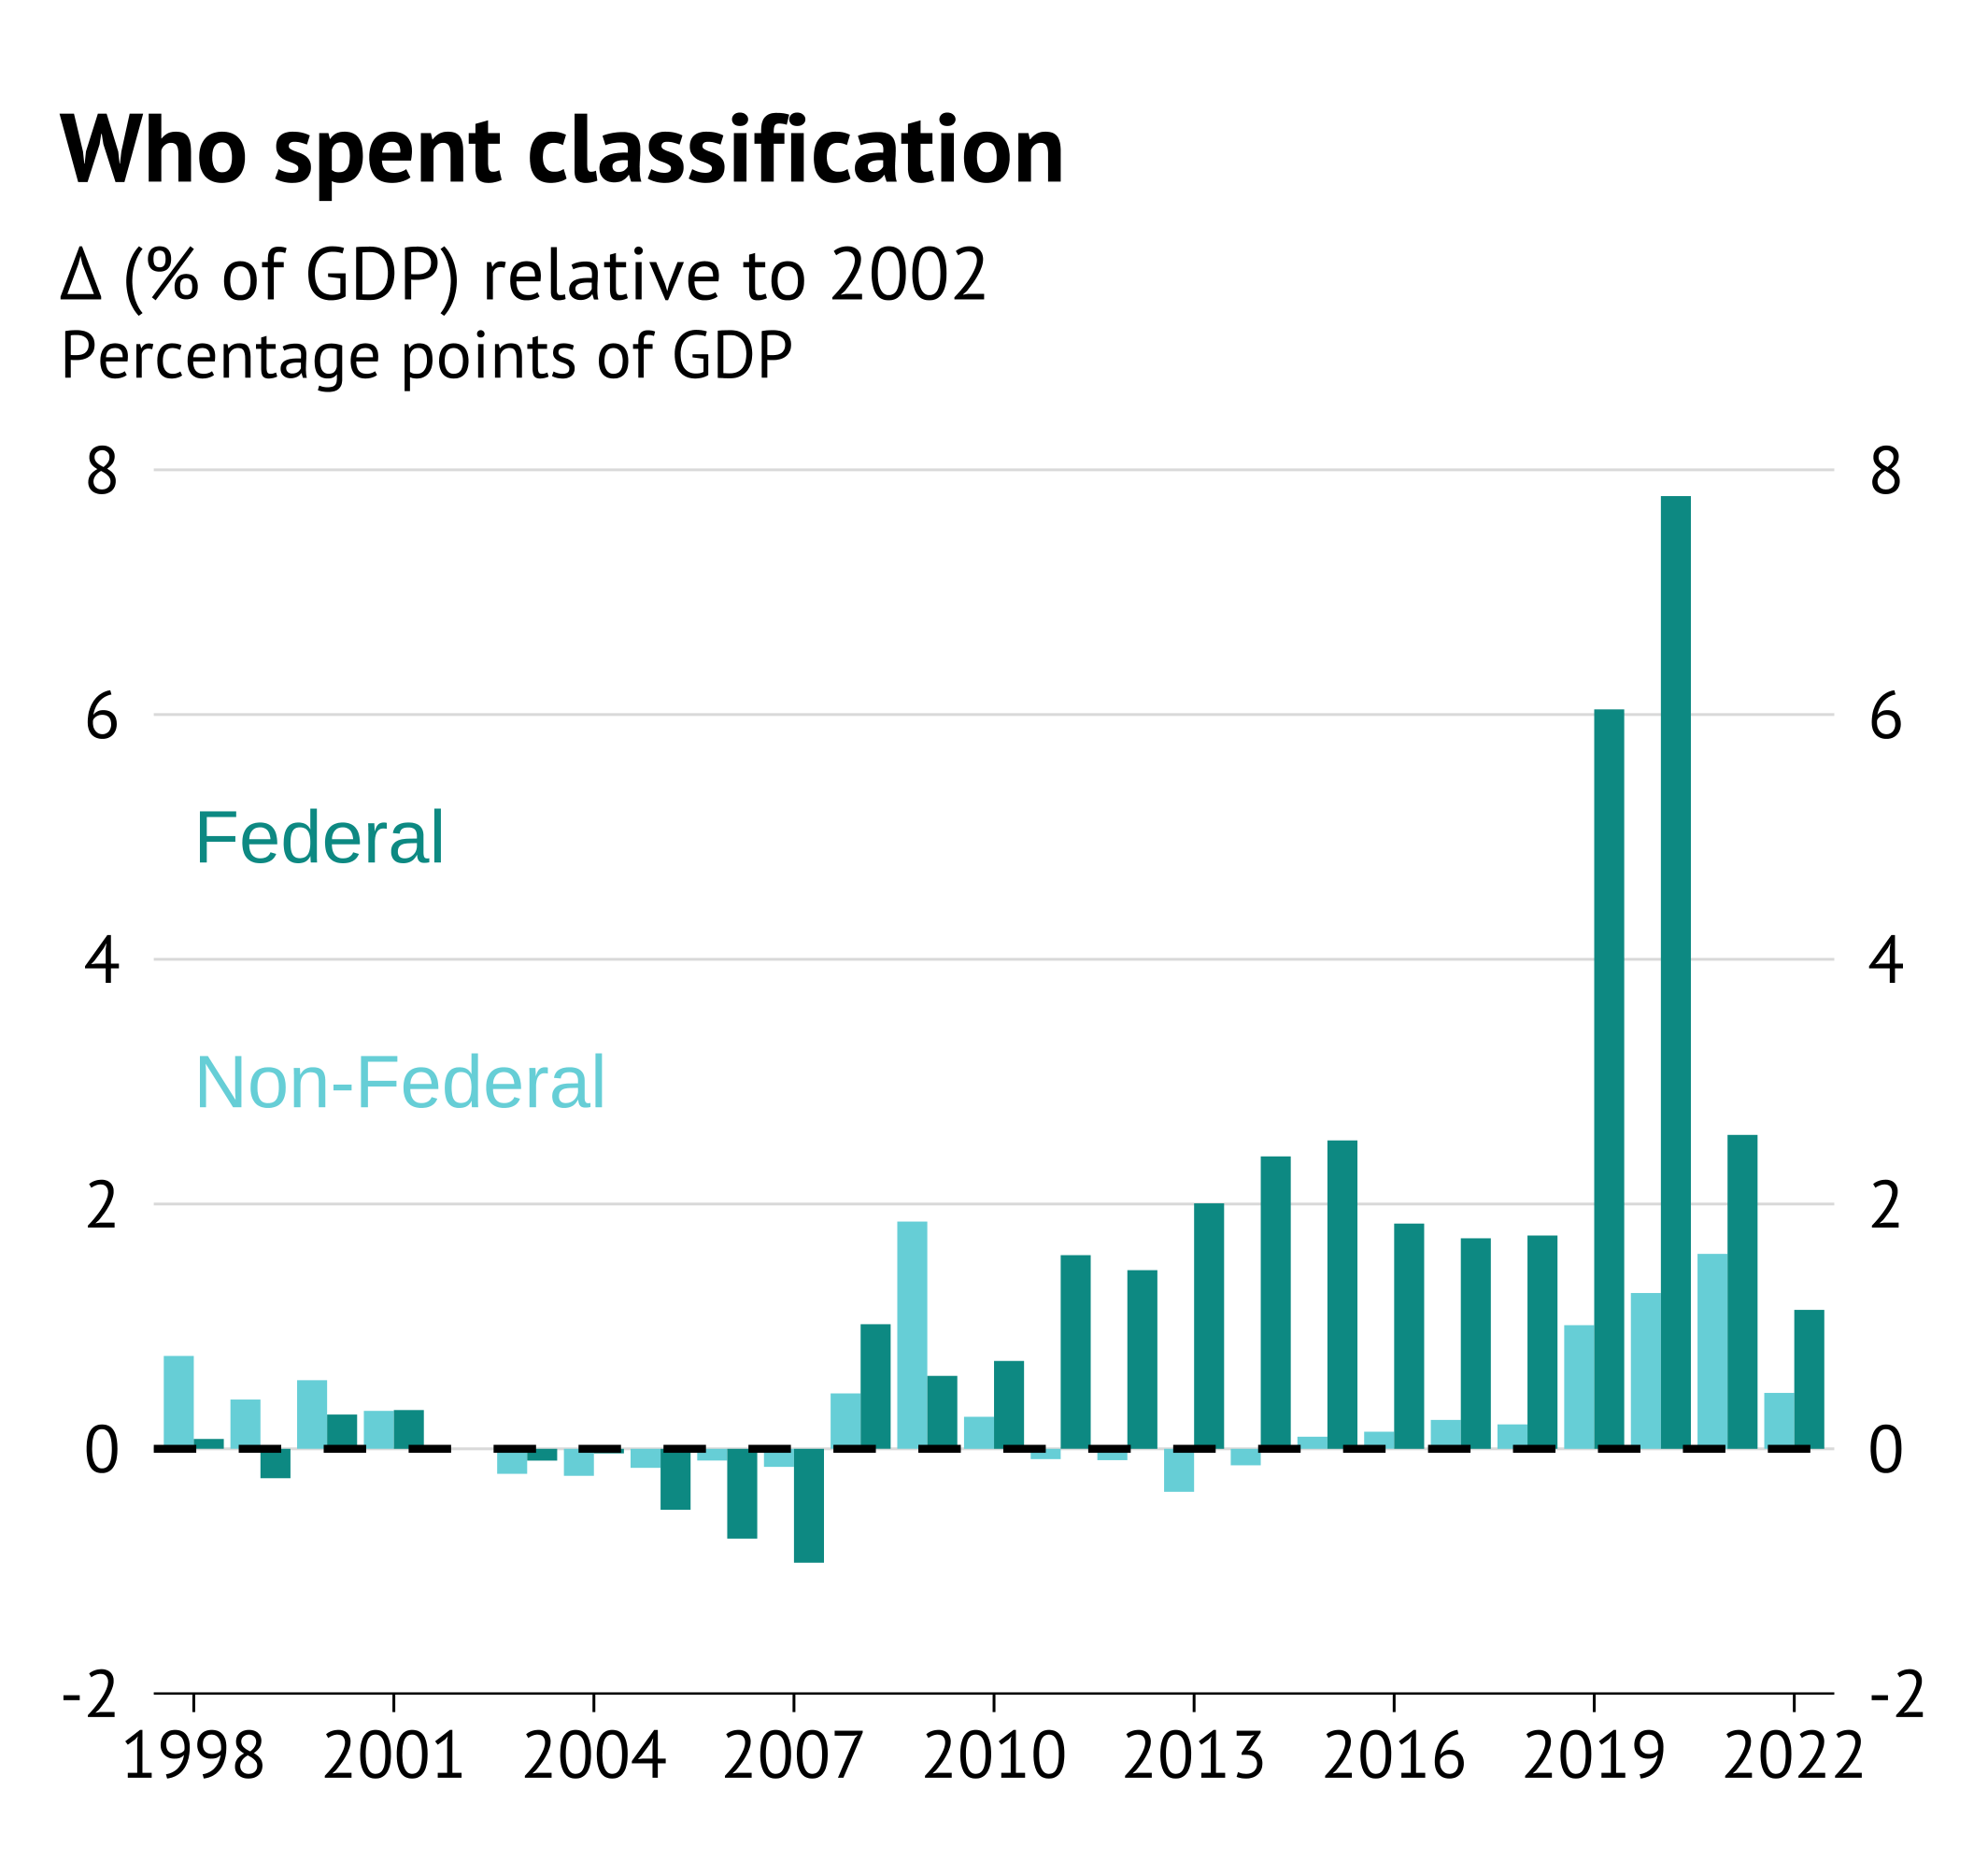 Who spent classification
Δ (% of GDP) relative to 2002
Percentage points of GDP
8 8
6 6
Federal
4 4
Non-Federal
2 2
0 0
-2 -2
1998 2001 2004 2007 2010 2013 2016 2019 2022